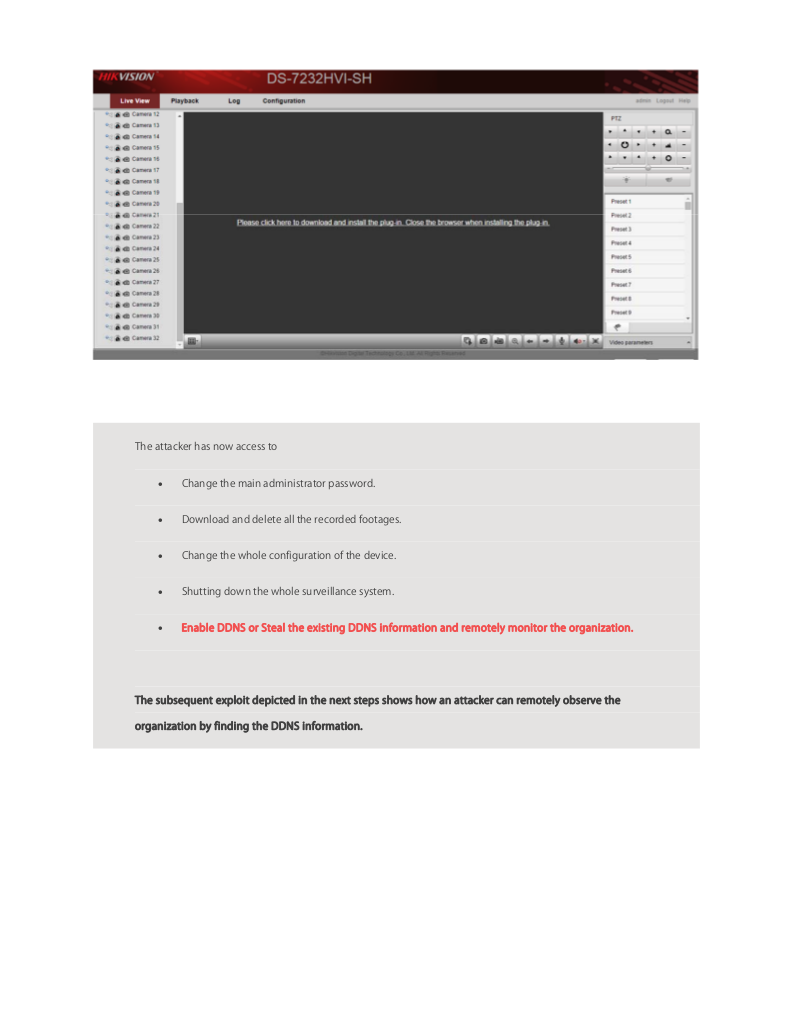 HIKVISION
DS-7232HVI-SH
Live View Playback Log Configuration
admin Logout Help
Camera 12
Camera 13
Camera 14
Camera 15
Camera 16
Camera 17
Camera 18
Camera 19
Camera 20
Camera 21
Camera 22
Camera 23
Camera 24
Camera 25
Camera 26
Camera 27
Camera 28
Camera 29
Camera 30
Camera 31
Camera 32
Please click here to download and install the plug-in. Close the browser when installing the plug-in.
PTZ
Preset 1
Preset 2
Preset 3
Preset 4
Preset 5
Preset 6
Preset 7
Preset 8
Preset 9
Video parameters
©Hikvision Digital Technology Co., Ltd. All Rights Reserved.
The attacker has now access to
• Change the main administrator password.
• Download and delete all the recorded footages.
• Change the whole configuration of the device.
• Shutting down the whole surveillance system.
• Enable DDNS or Steal the existing DDNS information and remotely monitor the organization.
The subsequent exploit depicted in the next steps shows how an attacker can remotely observe the
organization by finding the DDNS information.